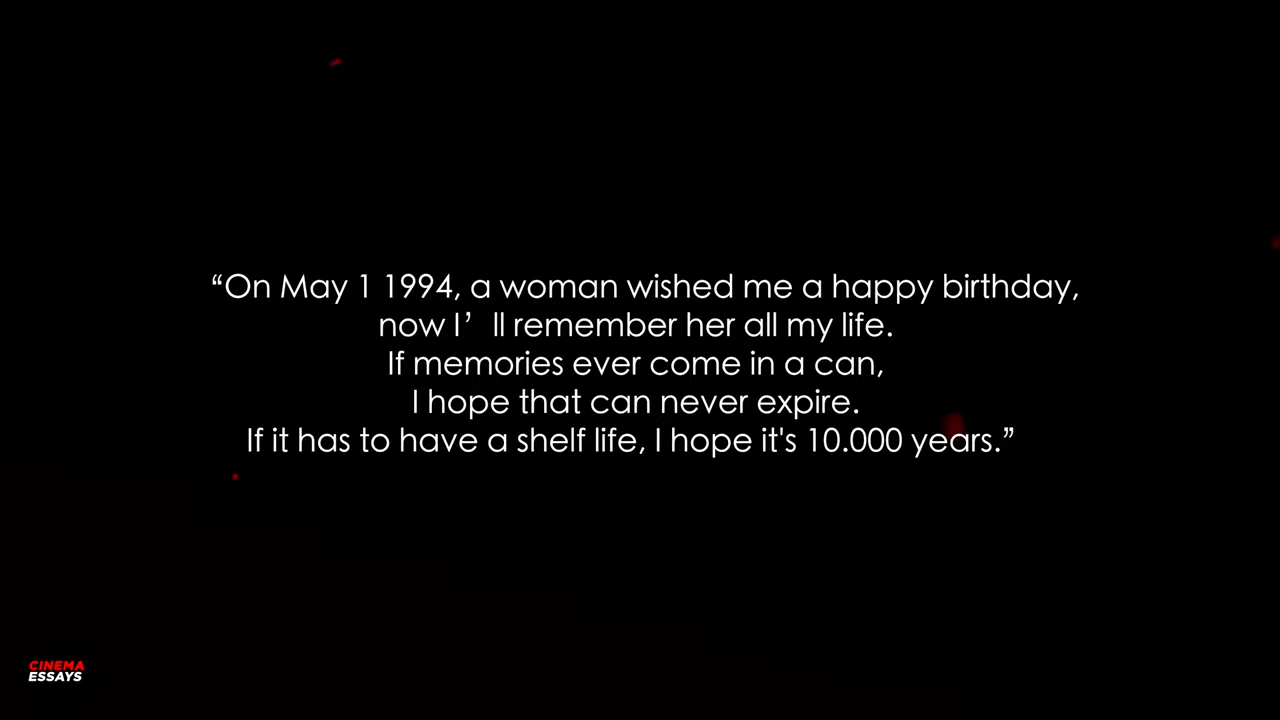 “On May 1 1994, a woman wished me a happy birthday,
now I’ ll remember her all my life.
If memories ever come in a can,
I hope that can never expire.
If it has to have a shelf life, I hope it's 10.000 years.”
CINEMA
ESSAYS